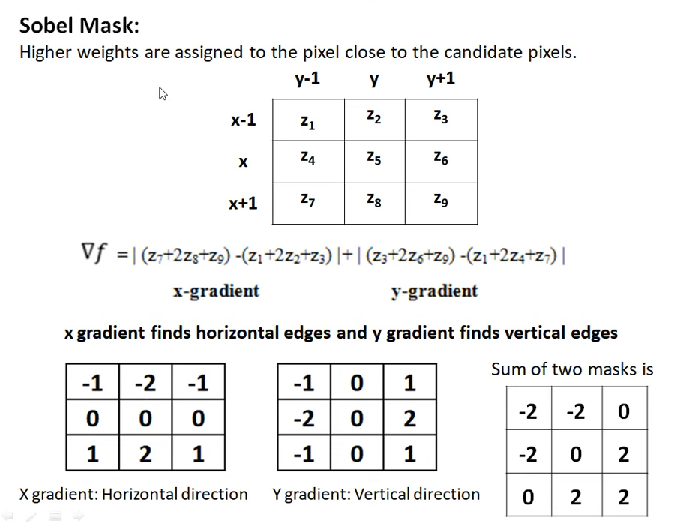 Sobel Mask:
Higher weights are assigned to the pixel close to the candidate pixels.
y-1 y y+1
x-1 z₁ z₂ z₃
x z₄ z₅ z₆
x+1 z₇ z₈ z₉
∇f =| (z₇+2z₈+z₉) -(z₁+2z₂+z₃) |+ | (z₃+2z₆+z₉) -(z₁+2z₄+z₇) |
x-gradient y-gradient
x gradient finds horizontal edges and y gradient finds vertical edges
-1 -2 -1
0 0 0
1 2 1
X gradient: Horizontal direction
-1 0 1
-2 0 2
-1 0 1
Y gradient: Vertical direction
Sum of two masks is
-2 -2 0
-2 0 2
0 2 2